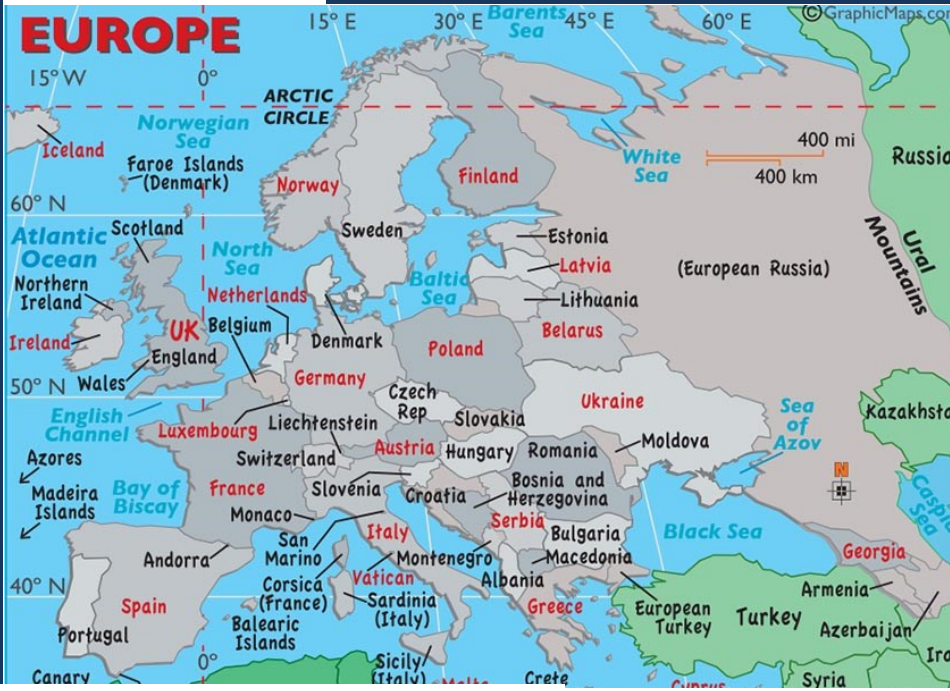 EUROPE
15° W
0°
15° E
30° E
Barents
Sea
45° E
60° E
©GraphicMaps.com
ARCTIC
CIRCLE
Iceland
Norwegian
Sea
Faroe Islands
(Denmark)
Norway
Finland
White
Sea
400 mi
400 km
Russia
60° N
Scotland
Sweden
Atlantic
Ocean
North
Sea
Estonia
Latvia
Ural
Mountains
(European Russia)
Northern
Ireland
Netherlands
Baltic
Sea
Lithuania
Ireland
UK
Belgium
Denmark
Belarus
England
Poland
Wales
50° N
Germany
English
Channel
Czech
Rep
Ukraine
Sea
of
Azov
Kazakhsta
Luxembourg
Liechtenstein
Slovakia
Austria
Hungary
Romania
Moldova
Switzerland
Azores
Madeira
Islands
Bay of
Biscay
France
Slovenia
Croatia
Bosnia and
Herzegovina
N
Casp
Sea
Monaco
Italy
Serbia
Bulgaria
Black Sea
San
Marino
Andorra
Montenegro
Macedonia
Georgia
Corsica
(France)
Vatican
Albania
40° N
Spain
Sardinia
(Italy)
Greece
European
Turkey
Turkey
Armenia
Balearic
Islands
Azerbaijan
Portugal
0°
Sicily
(Italy)
Canary
Malta
Crete
Cyprus
Syria
Ira